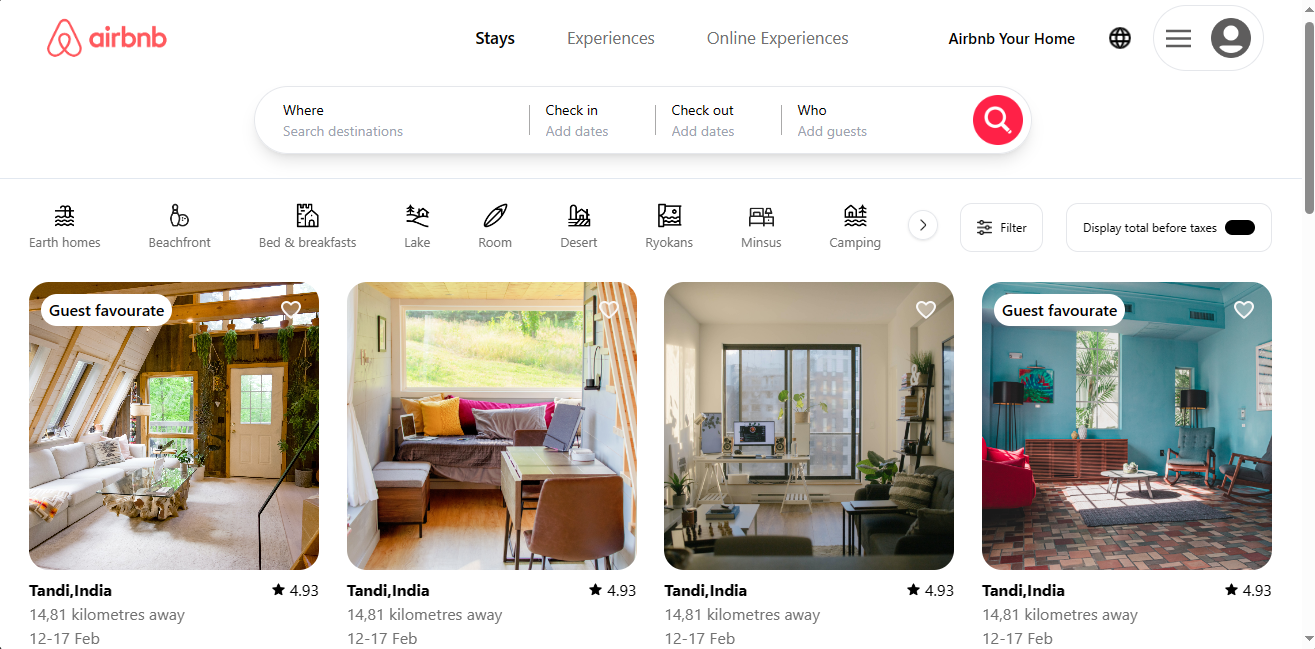 airbnb
Stays Experiences Online Experiences
Airbnb Your Home
Where
Search destinations
Check in
Add dates
Check out
Add dates
Who
Add guests
Earth homes
Beachfront
Bed & breakfasts
Lake
Room
Desert
Ryokans
Minsus
Camping
Filter
Display total before taxes
Guest favourate
Tandi,India 4.93
14,81 kilometres away
12-17 Feb
Tandi,India 4.93
14,81 kilometres away
12-17 Feb
Tandi,India 4.93
14,81 kilometres away
12-17 Feb
Guest favourate
Tandi,India 4.93
14,81 kilometres away
12-17 Feb